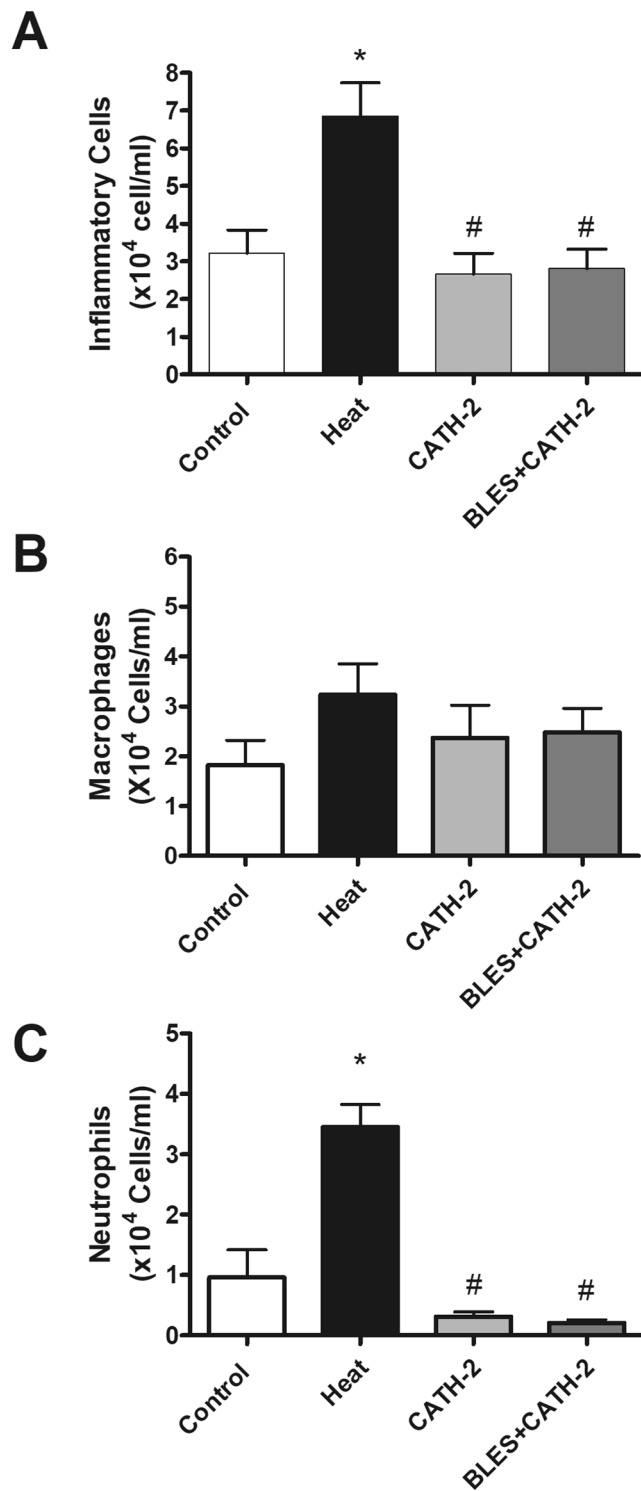 A
Inflammatory Cells
(x10⁴ cell/ml)
8
7
6
5
4
3
2
1
0
*
#
#
Control
Heat
CATH-2
BLES+CATH-2
B
Macrophages
(X10⁴ Cells/ml)
6
5
4
3
2
1
0
Control
Heat
CATH-2
BLES+CATH-2
C
Neutrophils
(x10⁴ Cells/ml)
5
4
3
2
1
0
*
#
#
Control
Heat
CATH-2
BLES+CATH-2